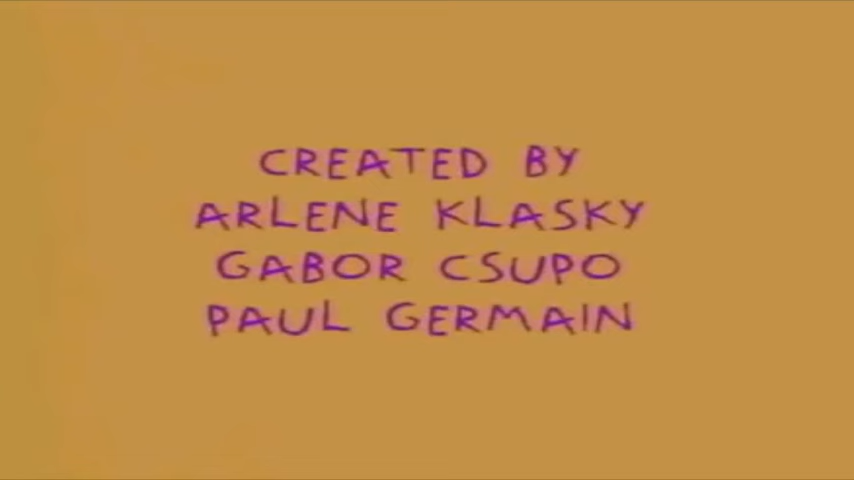 CREATED BY
ARLENE KLASKY
GABOR CSUPO
PAUL GERMAIN